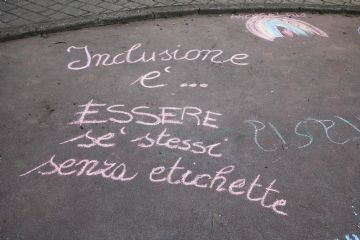 Inclusione
e' ...
ESSERE
se' stessi
senza etichette